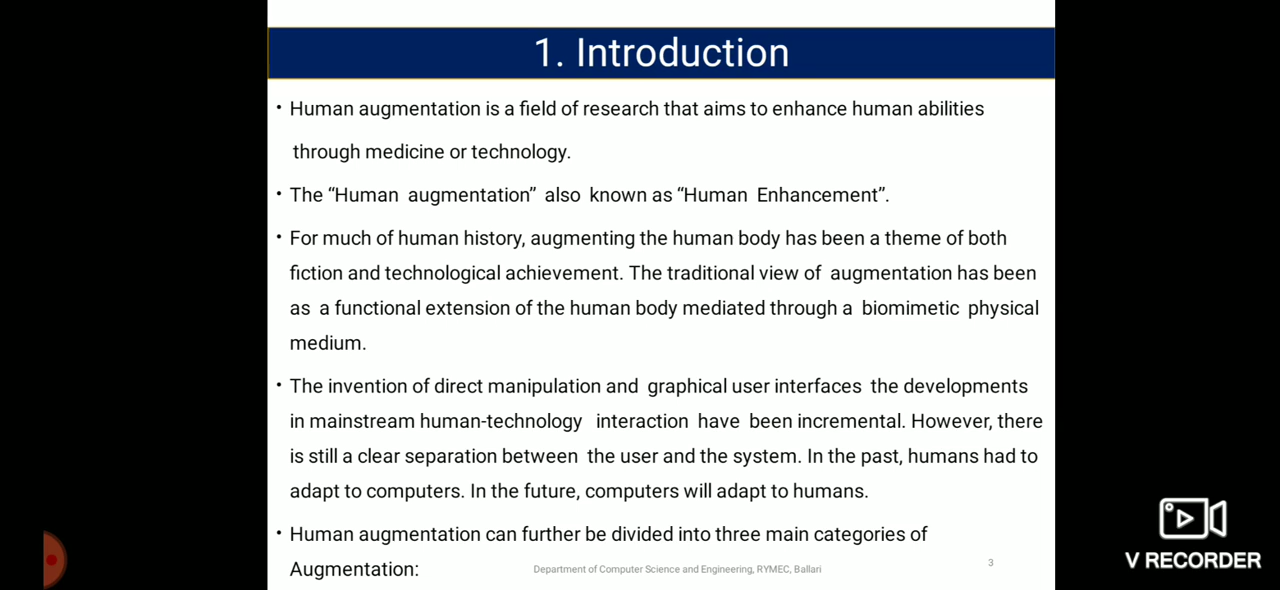 1. Introduction
• Human augmentation is a field of research that aims to enhance human abilities
through medicine or technology.
• The “Human augmentation” also known as “Human Enhancement”.
• For much of human history, augmenting the human body has been a theme of both
fiction and technological achievement. The traditional view of augmentation has been
as a functional extension of the human body mediated through a biomimetic physical
medium.
• The invention of direct manipulation and graphical user interfaces the developments
in mainstream human-technology interaction have been incremental. However, there
is still a clear separation between the user and the system. In the past, humans had to
adapt to computers. In the future, computers will adapt to humans.
• Human augmentation can further be divided into three main categories of
Augmentation:
Department of Computer Science and Engineering, RYMEC, Ballari
3
V RECORDER